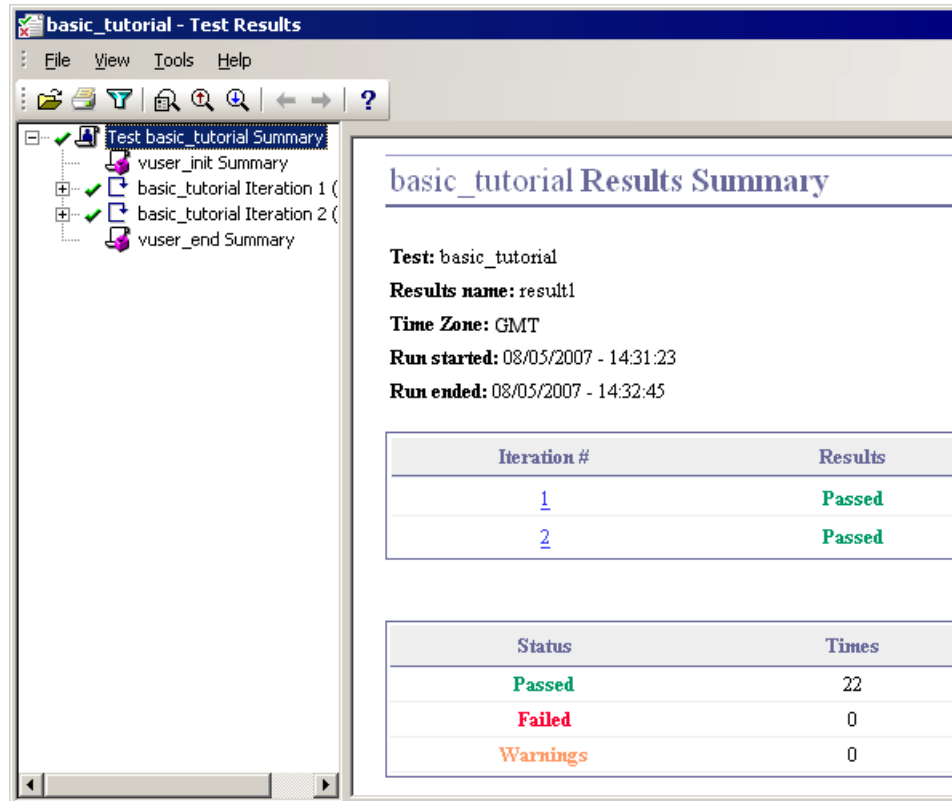 basic_tutorial - Test Results
File View Tools Help
?
Test basic_tutorial Summary
vuser_init Summary
basic_tutorial Iteration 1 (
basic_tutorial Iteration 2 (
vuser_end Summary
basic_tutorial Results Summary
Test: basic_tutorial
Results name: result1
Time Zone: GMT
Run started: 08/05/2007 - 14:31:23
Run ended: 08/05/2007 - 14:32:45
Iteration # Results
1 Passed
2 Passed
Status Times
Passed 22
Failed 0
Warnings 0